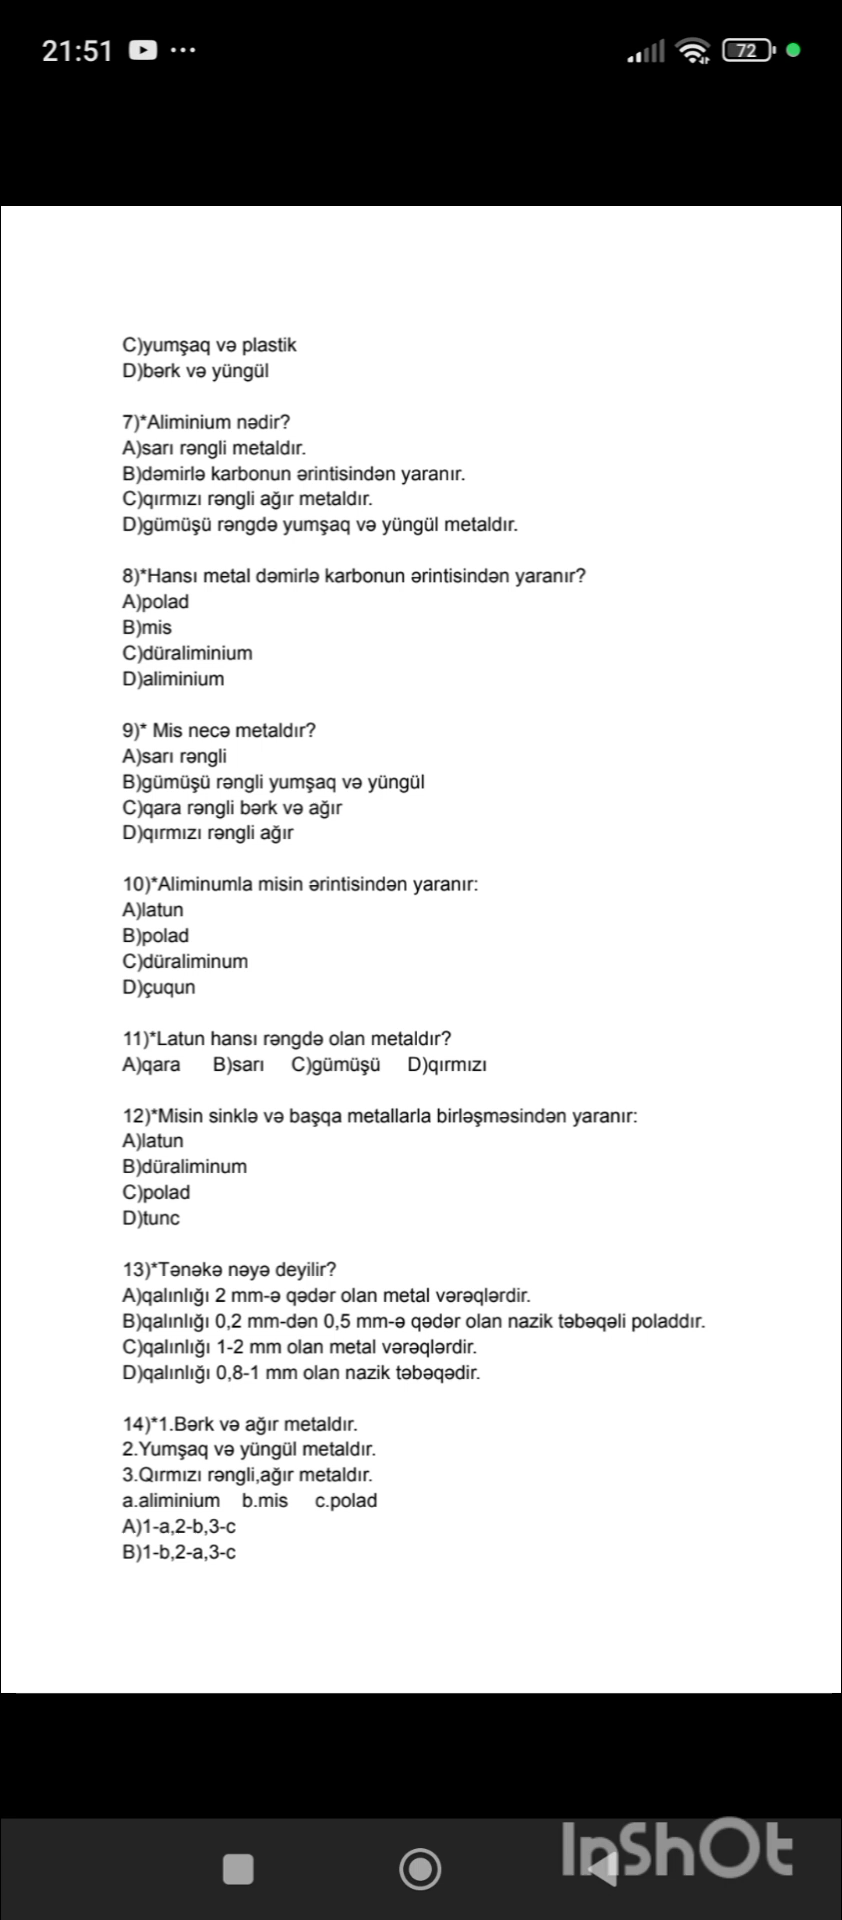 21:51
72
C)yumşaq və plastik
D)bərk və yüngül
7)*Aliminium nədir?
A)sarı rəngli metaldır.
B)dəmirlə karbonun ərintisindən yaranır.
C)qırmızı rəngli ağır metaldır.
D)gümüşü rəngdə yumşaq və yüngül metaldır.
8)*Hansı metal dəmirlə karbonun ərintisindən yaranır?
A)polad
B)mis
C)düraliminium
D)aliminium
9)* Mis necə metaldır?
A)sarı rəngli
B)gümüşü rəngli yumşaq və yüngül
C)qara rəngli bərk və ağır
D)qırmızı rəngli ağır
10)*Aliminumla misin ərintisindən yaranır:
A)latun
B)polad
C)düraliminum
D)çuqun
11)*Latun hansı rəngdə olan metaldır?
A)qara B)sarı C)gümüşü D)qırmızı
12)*Misin sinklə və başqa metallarla birləşməsindən yaranır:
A)latun
B)düraliminum
C)polad
D)tunc
13)*Tənəkə nəyə deyilir?
A)qalınlığı 2 mm-ə qədər olan metal vərəqlərdir.
B)qalınlığı 0,2 mm-dən 0,5 mm-ə qədər olan nazik təbəqəli poladdır.
C)qalınlığı 1-2 mm olan metal vərəqlərdir.
D)qalınlığı 0,8-1 mm olan nazik təbəqədir.
14)*1.Bərk və ağır metaldır.
2.Yumşaq və yüngül metaldır.
3.Qırmızı rəngli,ağır metaldır.
a.aliminium b.mis c.polad
A)1-a,2-b,3-c
B)1-b,2-a,3-c
InShOt